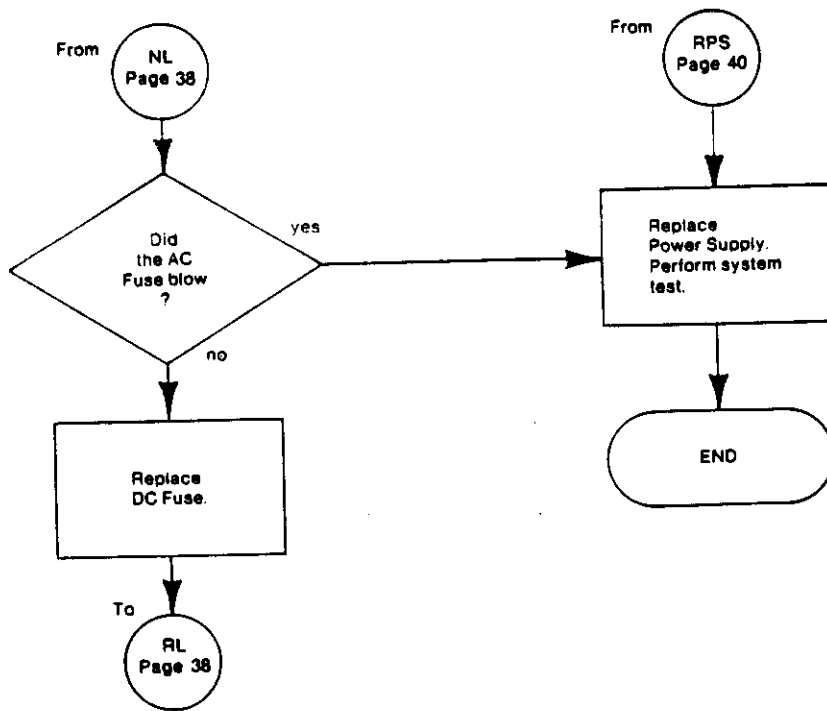 From
NL
Page 38
Did
the AC
Fuse blow
?
yes
no
Replace
DC Fuse.
To
RL
Page 38
From
RPS
Page 40
Replace
Power Supply.
Perform system
test.
END